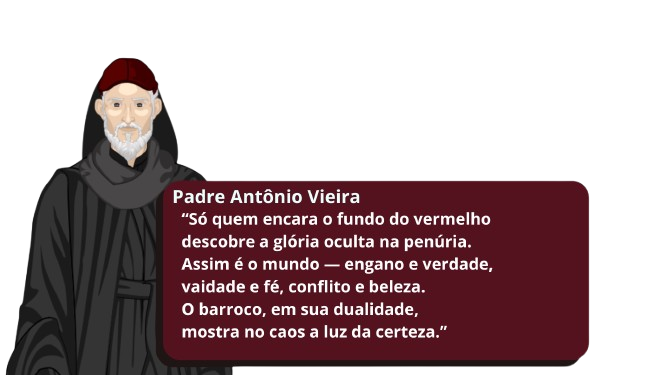 Padre Antônio Vieira
“Só quem encara o fundo do vermelho
descobre a glória oculta na penúria.
Assim é o mundo — engano e verdade,
vaidade e fé, conflito e beleza.
O barroco, em sua dualidade,
mostra no caos a luz da certeza.”